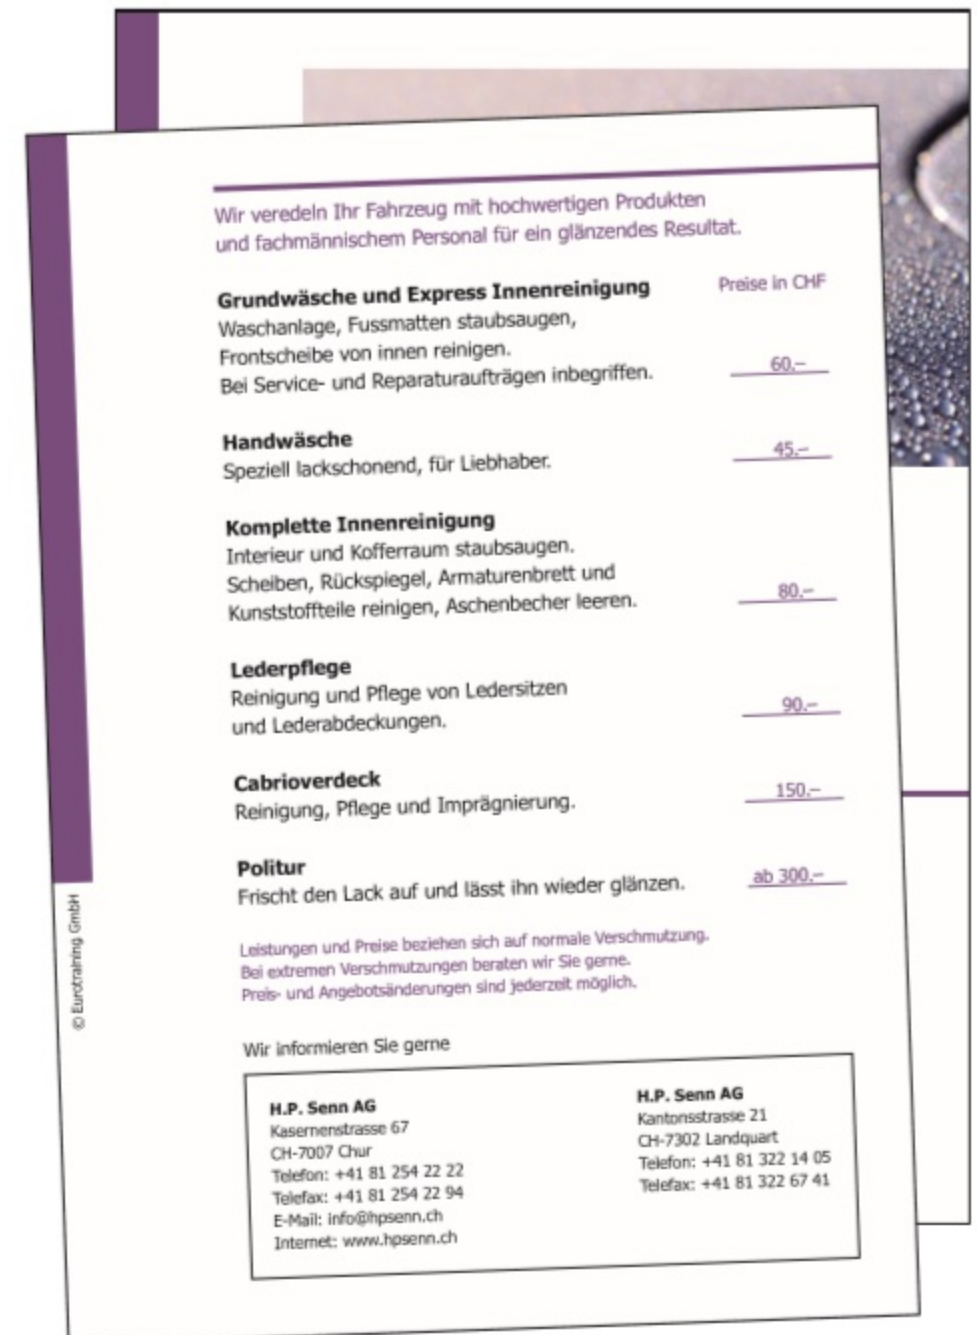 Wir veredeln Ihr Fahrzeug mit hochwertigen Produkten
und fachmännischem Personal für ein glänzendes Resultat.
Grundwäsche und Express Innenreinigung Preise in CHF
Waschanlage, Fussmatten staubsaugen,
Frontscheibe von innen reinigen.
Bei Service- und Reparaturaufträgen inbegriffen. 60.–
Handwäsche
Speziell lackschonend, für Liebhaber. 45.–
Komplette Innenreinigung
Interieur und Kofferraum staubsaugen.
Scheiben, Rückspiegel, Armaturenbrett und
Kunststoffteile reinigen, Aschenbecher leeren. 80.–
Lederpflege
Reinigung und Pflege von Ledersitzen
und Lederabdeckungen. 90.–
Cabrioverdeck
Reinigung, Pflege und Imprägnierung. 150.–
Politur
Frischt den Lack auf und lässt ihn wieder glänzen. ab 300.–
Leistungen und Preise beziehen sich auf normale Verschmutzung.
Bei extremen Verschmutzungen beraten wir Sie gerne.
Preis- und Angebotsänderungen sind jederzeit möglich.
© Eurotraining GmbH
Wir informieren Sie gerne
H.P. Senn AG
Kasernenstrasse 67
CH-7007 Chur
Telefon: +41 81 254 22 22
Telefax: +41 81 254 22 94
E-Mail: info@hpsenn.ch
Internet: www.hpsenn.ch
H.P. Senn AG
Kantonsstrasse 21
CH-7302 Landquart
Telefon: +41 81 322 14 05
Telefax: +41 81 322 67 41